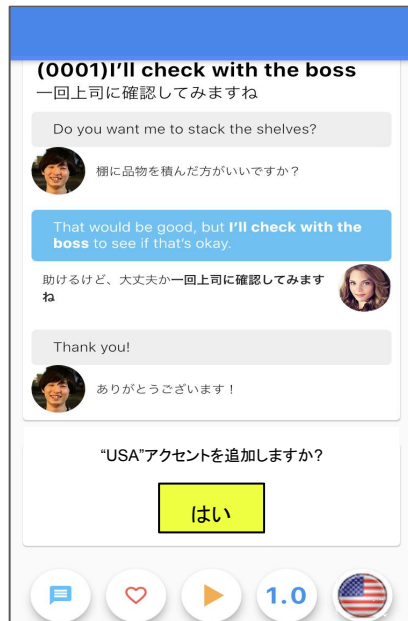 (0001)I'll check with the boss
一回上司に確認してみますね
Do you want me to stack the shelves?
棚に品物を積んだ方がいいですか？
That would be good, but I'll check with the
boss to see if that's okay.
助けるけど、大丈夫か一回上司に確認してみます
ね
Thank you!
ありがとうございます！
“USA”アクセントを追加しますか?
はい
1.0